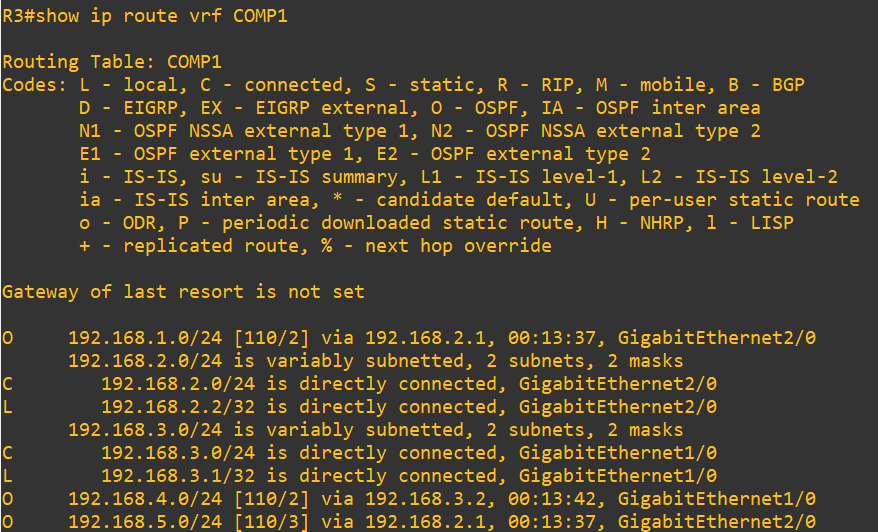 R3#show ip route vrf COMP1
Routing Table: COMP1
Codes: L - local, C - connected, S - static, R - RIP, M - mobile, B - BGP
D - EIGRP, EX - EIGRP external, O - OSPF, IA - OSPF inter area
N1 - OSPF NSSA external type 1, N2 - OSPF NSSA external type 2
E1 - OSPF external type 1, E2 - OSPF external type 2
i - IS-IS, su - IS-IS summary, L1 - IS-IS level-1, L2 - IS-IS level-2
ia - IS-IS inter area, * - candidate default, U - per-user static route
o - ODR, P - periodic downloaded static route, H - NHRP, l - LISP
+ - replicated route, % - next hop override
Gateway of last resort is not set
O 192.168.1.0/24 [110/2] via 192.168.2.1, 00:13:37, GigabitEthernet2/0
192.168.2.0/24 is variably subnetted, 2 subnets, 2 masks
C 192.168.2.0/24 is directly connected, GigabitEthernet2/0
L 192.168.2.2/32 is directly connected, GigabitEthernet2/0
192.168.3.0/24 is variably subnetted, 2 subnets, 2 masks
C 192.168.3.0/24 is directly connected, GigabitEthernet1/0
L 192.168.3.1/32 is directly connected, GigabitEthernet1/0
O 192.168.4.0/24 [110/2] via 192.168.3.2, 00:13:42, GigabitEthernet1/0
O 192.168.5.0/24 [110/3] via 192.168.2.1, 00:13:37, GigabitEthernet2/0